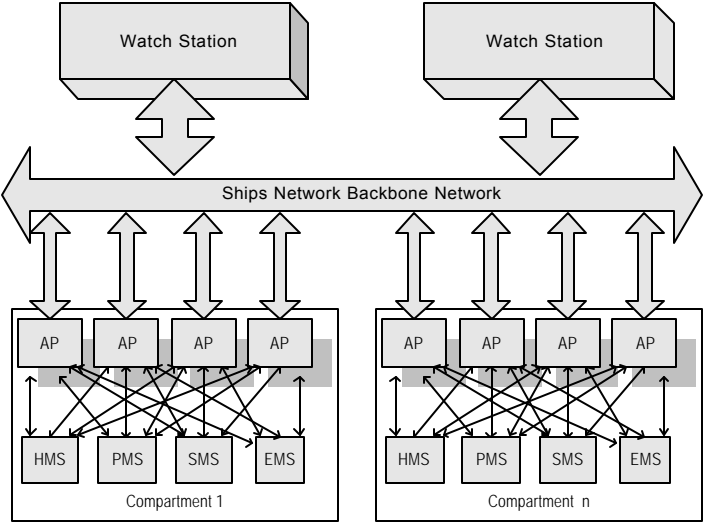 Watch Station
Watch Station
Ships Network Backbone Network
AP AP AP AP
AP AP AP AP
HMS PMS SMS EMS
HMS PMS SMS EMS
Compartment 1
Compartment n